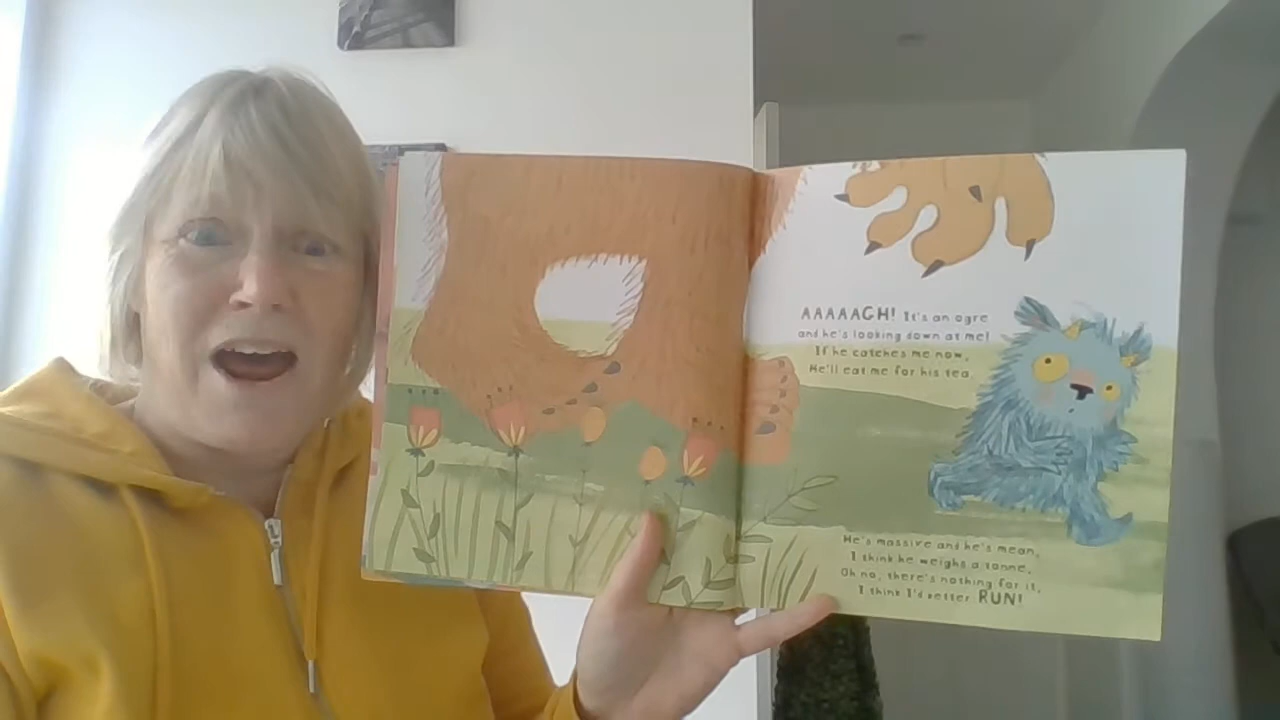 AAAAAGH! It's an ogre
and he's looking down at me!
If he catches me now,
He'll eat me for his tea.
He's massive and he's mean,
I think he weighs a tonne,
Oh no, there's nothing for it,
I think I'd better RUN!